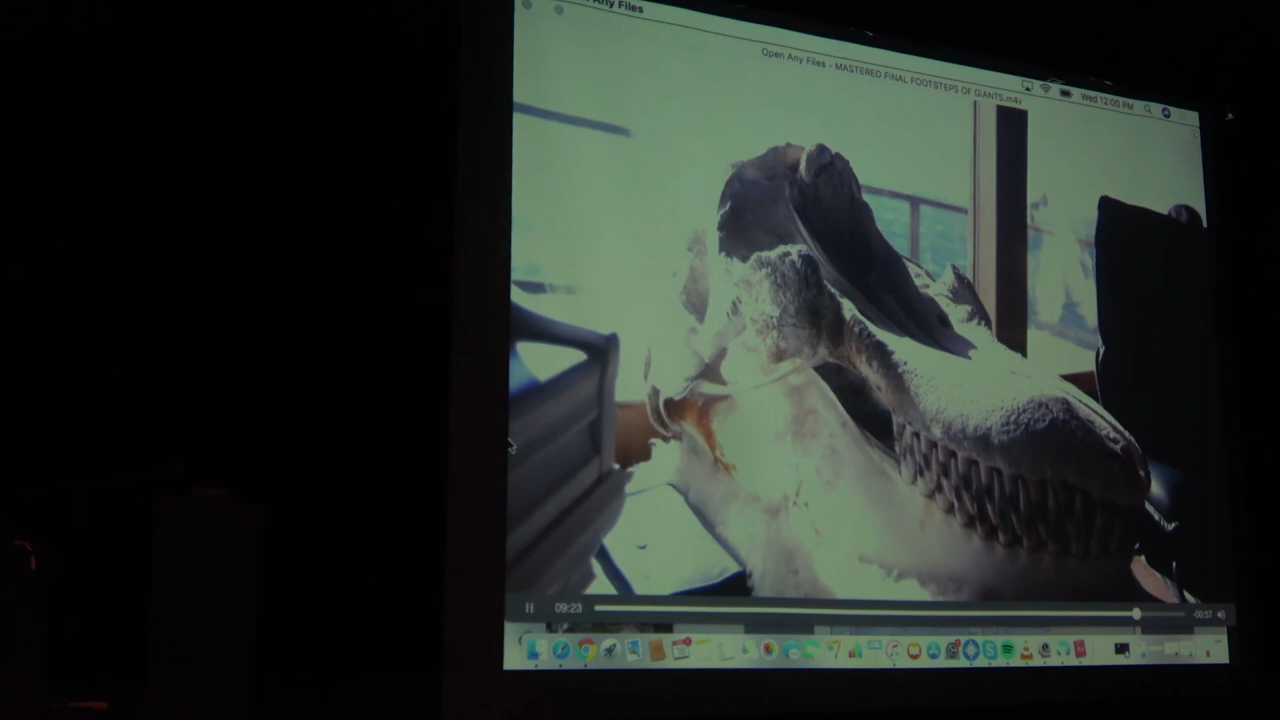 Any Files
Open Any Files - MASTERED FINAL FOOTSTEPS OF GIANTS.m4v
Wed 12:00 PM
09:23
-00:57